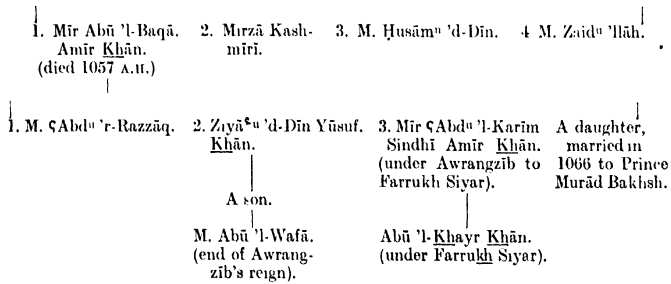 1. Mīr Abū 'l-Baqā. 2. Mīrzā Kash- 3. M. Ḥusāmᵘ 'd-Dīn. 4 M. Zaidᵘ 'llāh.
Amīr Khān. mīrī.
(died 1057 A.H.)
1. M. ʕAbdᵘ 'r-Razzāq. 2. Ziyāᶜᵘ 'd-Dīn Yūsuf. 3. Mīr ʕAbdᵘ 'l-Karīm A daughter,
Khān. Sindhī Amīr Khān. married in
(under Awrangzīb to 1066 to Prince
Farrukh Siyar). Murād Bakhsh.
A son.
M. Abū 'l-Wafā. Abū 'l-Khayr Khān.
(end of Awrang- (under Farrukh Siyar).
zīb's reign).